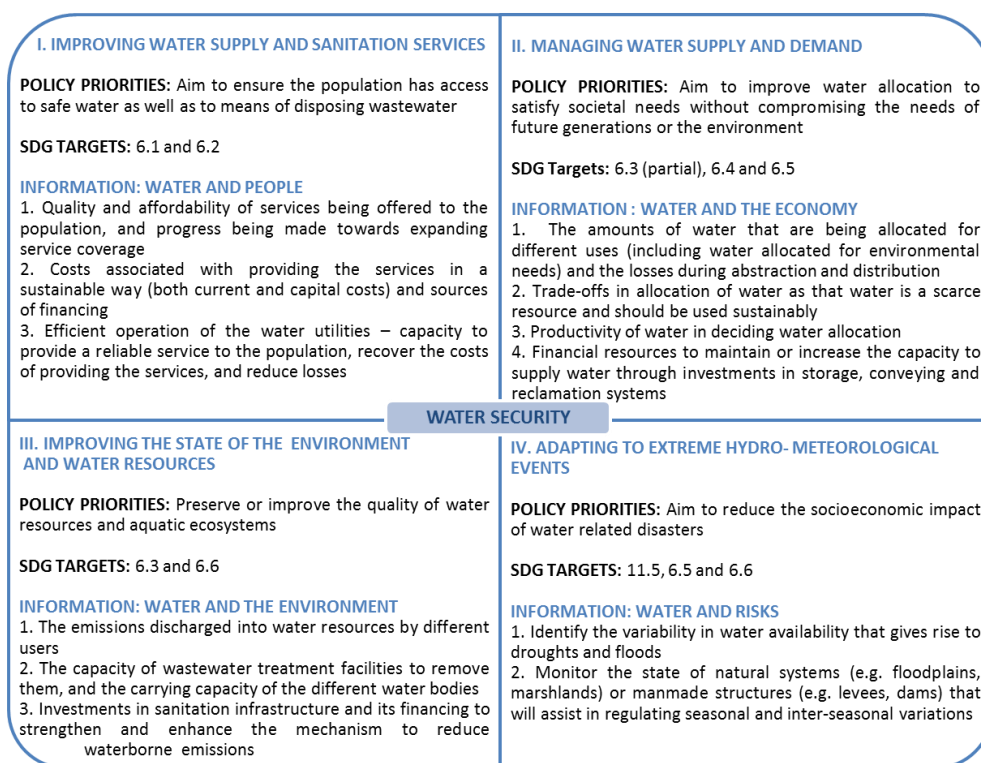 I. IMPROVING WATER SUPPLY AND SANITATION SERVICES
POLICY PRIORITIES: Aim to ensure the population has access
to safe water as well as to means of disposing wastewater
SDG TARGETS: 6.1 and 6.2
INFORMATION: WATER AND PEOPLE
1. Quality and affordability of services being offered to the
population, and progress being made towards expanding
service coverage
2. Costs associated with providing the services in a
sustainable way (both current and capital costs) and sources
of financing
3. Efficient operation of the water utilities – capacity to
provide a reliable service to the population, recover the costs
of providing the services, and reduce losses
II. MANAGING WATER SUPPLY AND DEMAND
POLICY PRIORITIES: Aim to improve water allocation to
satisfy societal needs without compromising the needs of
future generations or the environment
SDG Targets: 6.3 (partial), 6.4 and 6.5
INFORMATION : WATER AND THE ECONOMY
1. The amounts of water that are being allocated for
different uses (including water allocated for environmental
needs) and the losses during abstraction and distribution
2. Trade-offs in allocation of water as that water is a scarce
resource and should be used sustainably
3. Productivity of water in deciding water allocation
4. Financial resources to maintain or increase the capacity to
supply water through investments in storage, conveying and
reclamation systems
WATER SECURITY
III. IMPROVING THE STATE OF THE ENVIRONMENT
AND WATER RESOURCES
POLICY PRIORITIES: Preserve or improve the quality of water
resources and aquatic ecosystems
SDG TARGETS: 6.3 and 6.6
INFORMATION: WATER AND THE ENVIRONMENT
1. The emissions discharged into water resources by different
users
2. The capacity of wastewater treatment facilities to remove
them, and the carrying capacity of the different water bodies
3. Investments in sanitation infrastructure and its financing to
strengthen and enhance the mechanism to reduce
waterborne emissions
IV. ADAPTING TO EXTREME HYDRO- METEOROLOGICAL
EVENTS
POLICY PRIORITIES: Aim to reduce the socioeconomic impact
of water related disasters
SDG TARGETS: 11.5, 6.5 and 6.6
INFORMATION: WATER AND RISKS
1. Identify the variability in water availability that gives rise to
droughts and floods
2. Monitor the state of natural systems (e.g. floodplains,
marshlands) or manmade structures (e.g. levees, dams) that
will assist in regulating seasonal and inter-seasonal variations